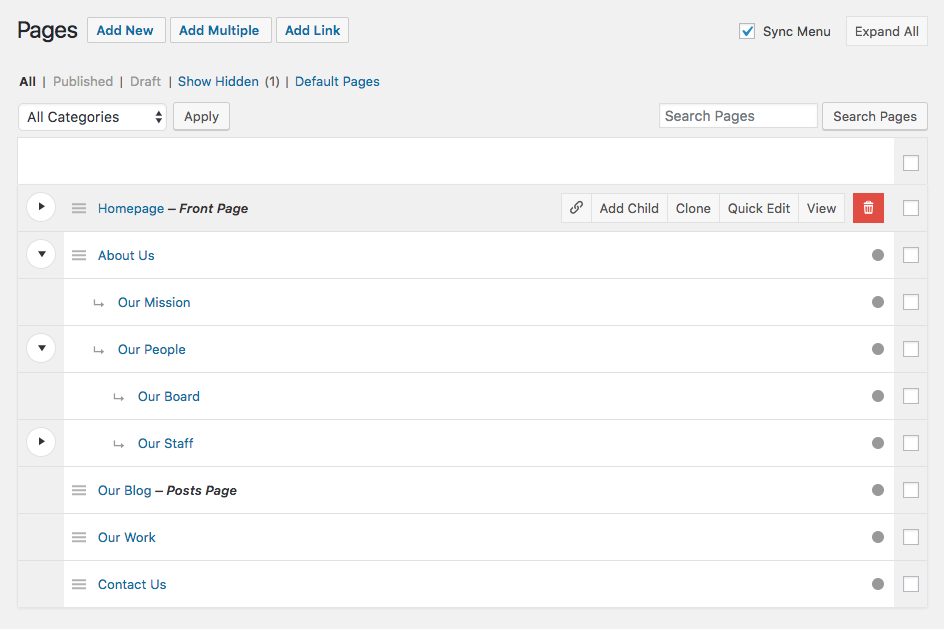 Pages Add New Add Multiple Add Link Sync Menu Expand All
All | Published | Draft | Show Hidden (1) | Default Pages
All Categories Apply Search Pages Search Pages
Homepage – Front Page Add Child Clone Quick Edit View
About Us
Our Mission
Our People
Our Board
Our Staff
Our Blog – Posts Page
Our Work
Contact Us